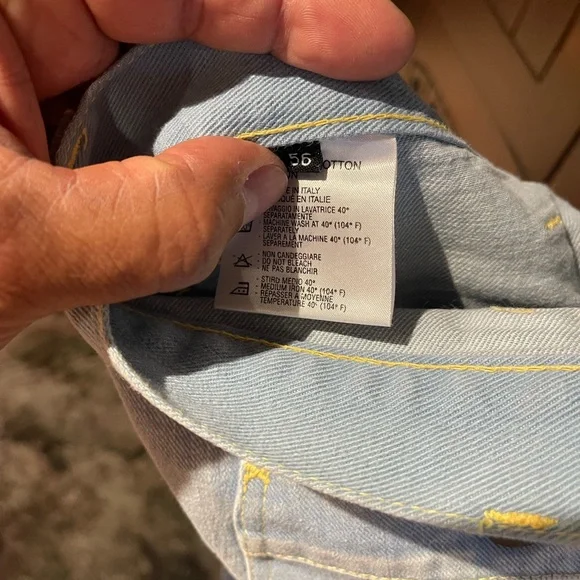 56
COTTON
IN ITALY
EN ITALIE
IN LAVATRICE 40°
SEPARATAMENTE
MACHINE WASH AT 40° (104° F)
SEPARATELY
- LAVER A LA MACHINE 40° (104° F)
SEPAREMENT
- NON CANDEGGIARE
- DO NOT BLEACH
- NE PAS BLANCHIR
- STIRO MEDIO 40°
- MEDIUM IRON 40° (104° F)
- REPASSER A MOYENNE
TEMPERATURE 40° (104° F)